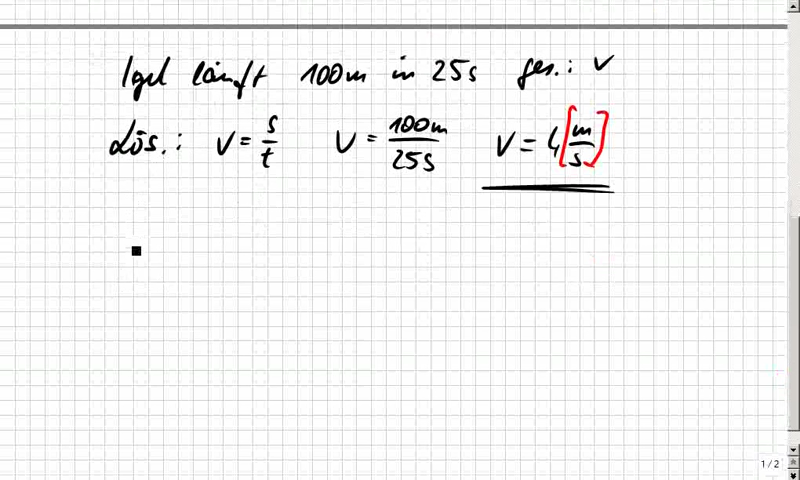 Igel läuft 100m in 25s ges.: v
Lös.: v = s/t v = 100m/25s v = 4 [m/s]
1/2